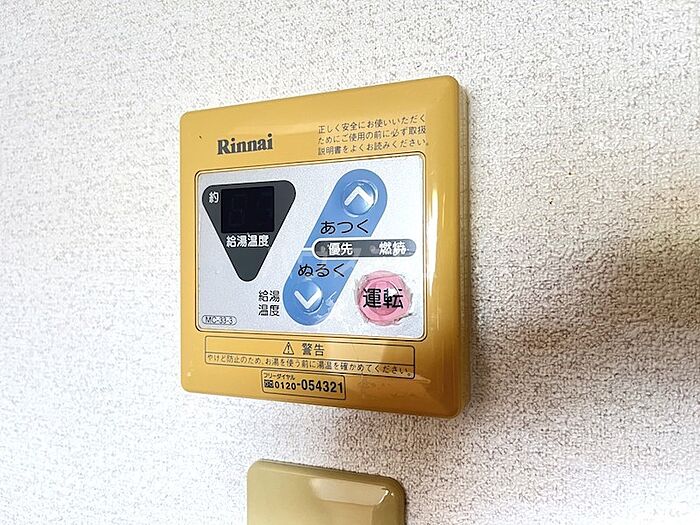 Rinnai
正しく安全にお使いいただく
ためにご使用の前に必ず取扱
説明書をよくお読みください。
約
給湯温度
あつく
優先 燃焼
ぬるく
給湯
温度
運転
MC-33-3
警告
やけど防止のため、お湯を使う前に湯温を確かめてください。
フリーダイヤル
0120-054321